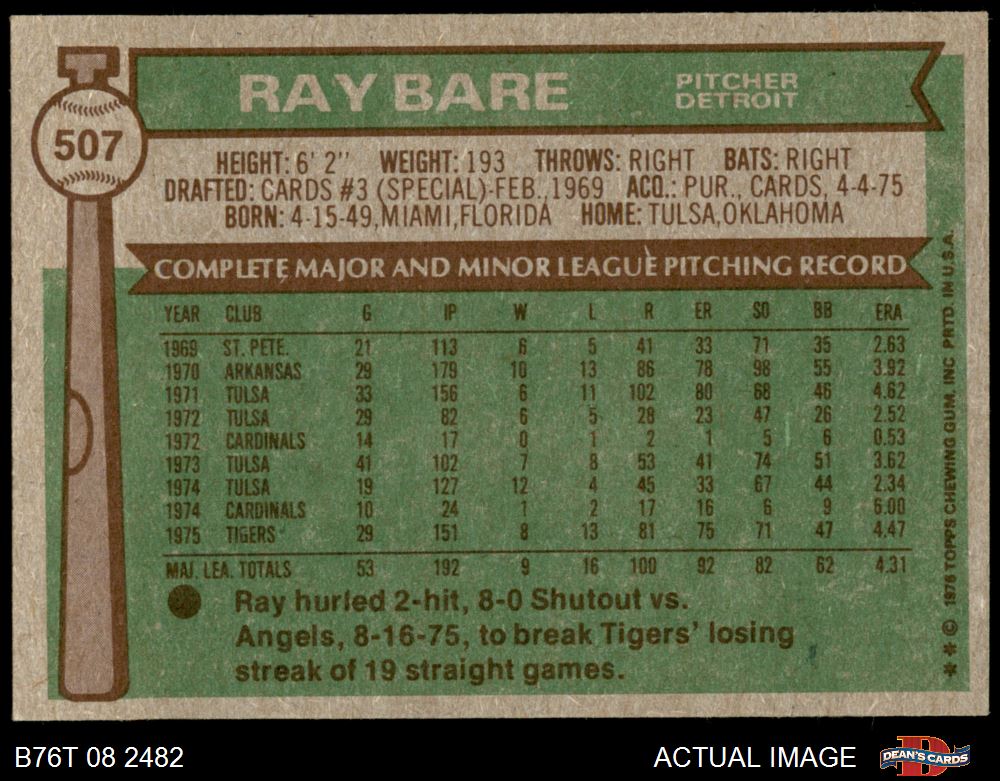 T
507
RAY BARE
PITCHER
DETROIT
HEIGHT: 6' 2" WEIGHT: 193 THROWS: RIGHT BATS: RIGHT
DRAFTED: CARDS #3 (SPECIAL)-FEB., 1969 ACQ.: PUR., CARDS, 4-4-75
BORN: 4-15-49, MIAMI, FLORIDA HOME: TULSA, OKLAHOMA
COMPLETE MAJOR AND MINOR LEAGUE PITCHING RECORD
YEAR CLUB G IP W L R ER SO BB ERA
1969 ST. PETE. 21 113 6 5 41 33 71 35 2.63
1970 ARKANSAS 29 179 10 13 86 78 98 55 3.92
1971 TULSA 33 156 6 11 102 80 68 46 4.62
1972 TULSA 29 82 6 5 28 23 47 26 2.52
1972 CARDINALS 14 17 0 1 2 1 5 6 0.53
1973 TULSA 41 102 7 8 53 41 74 51 3.62
1974 TULSA 19 127 12 4 45 33 67 44 2.34
1974 CARDINALS 10 24 1 2 17 16 6 9 6.00
1975 TIGERS 29 151 8 13 81 75 71 47 4.47
MAJ. LEA. TOTALS 53 192 9 16 100 92 82 62 4.31
Ray hurled 2-hit, 8-0 Shutout vs.
Angels, 8-16-75, to break Tigers' losing
streak of 19 straight games.
* * © 1976 TOPPS CHEWING GUM, INC PRTD. IN U.S.A.
B76T 08 2482
ACTUAL IMAGE
D
DEAN'S CARDS